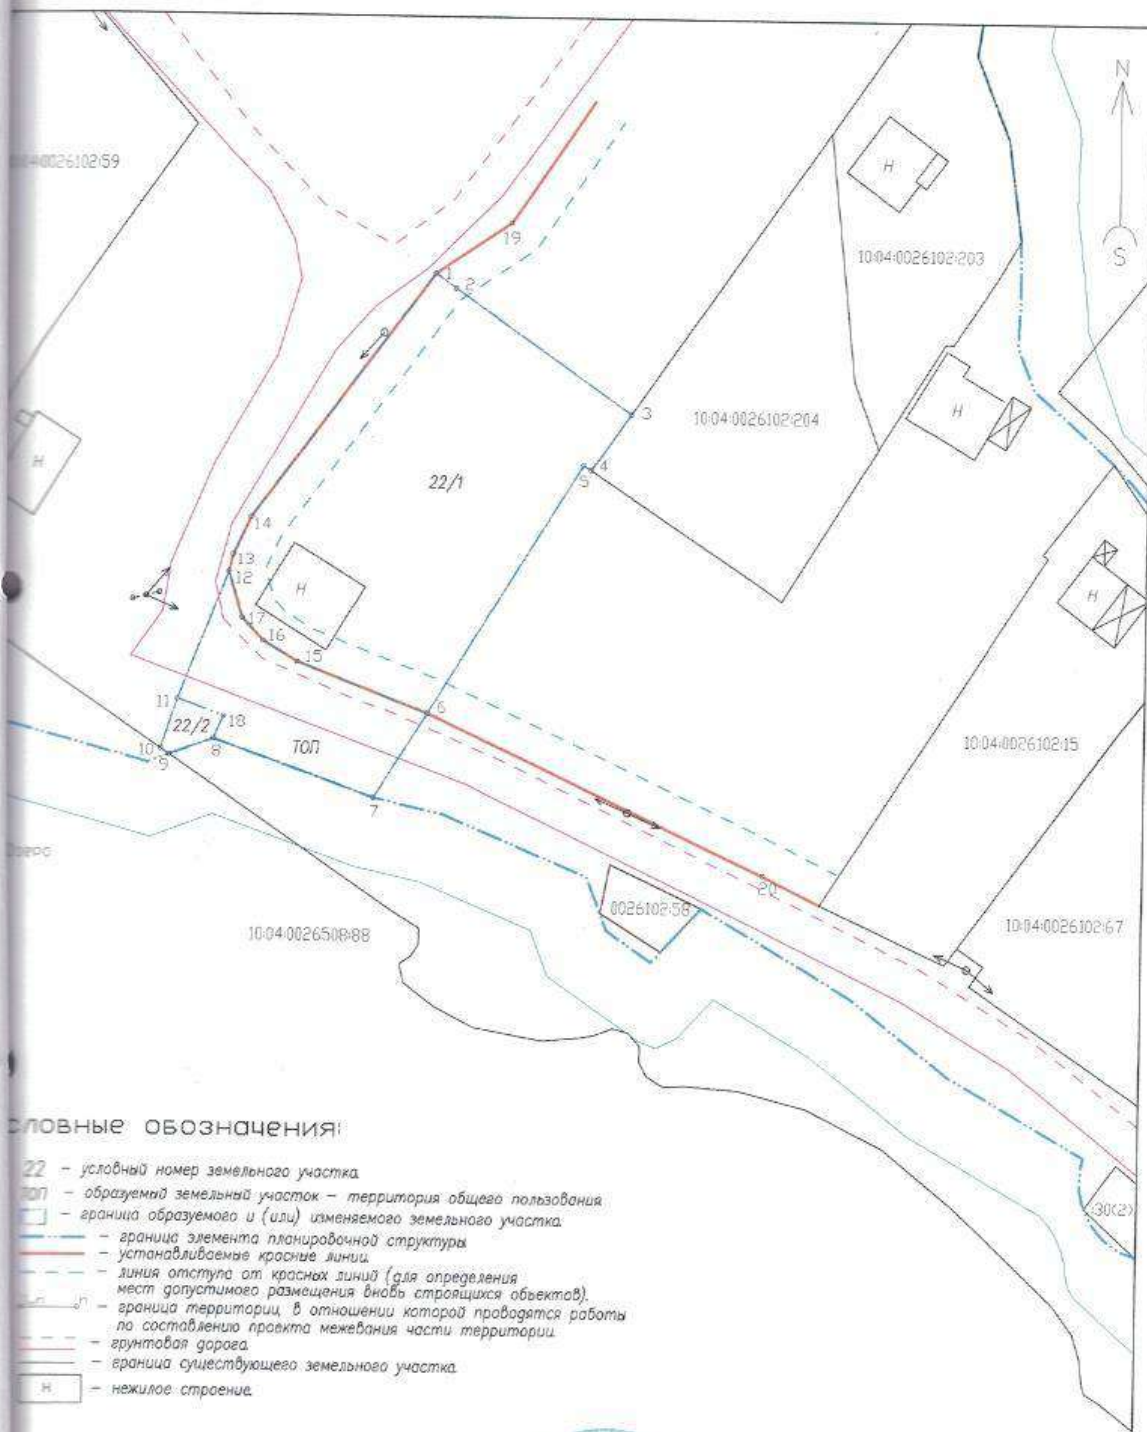 N
S
0026102:59
19
1
2
10:04:0026102:203
3
10:04:0026102:204
Н
Н
Н
4
5
22/1
14
13
12
Н
Н
17
16
15
6
11
18
22/2
10
9
8
ТОП
7
10:04:0026102:15
20
0026102:58
10:04:0026102:67
10:04:0026508:88
:30(2)
22 – условный номер земельного участка.
ТОП – образуемый земельный участок – территория общего пользования.
– граница образуемого и (или) изменяемого земельного участка.
– граница элемента планировочной структуры.
– устанавливаемые красные линии.
– линия отступа от красных линий (для определения
мест допустимого размещения вновь строящихся объектов).
– граница территории, в отношении которой проводятся работы
по составлению проекта межевания части территории.
– грунтовая дорога.
– граница существующего земельного участка.
Н – нежилое строение.